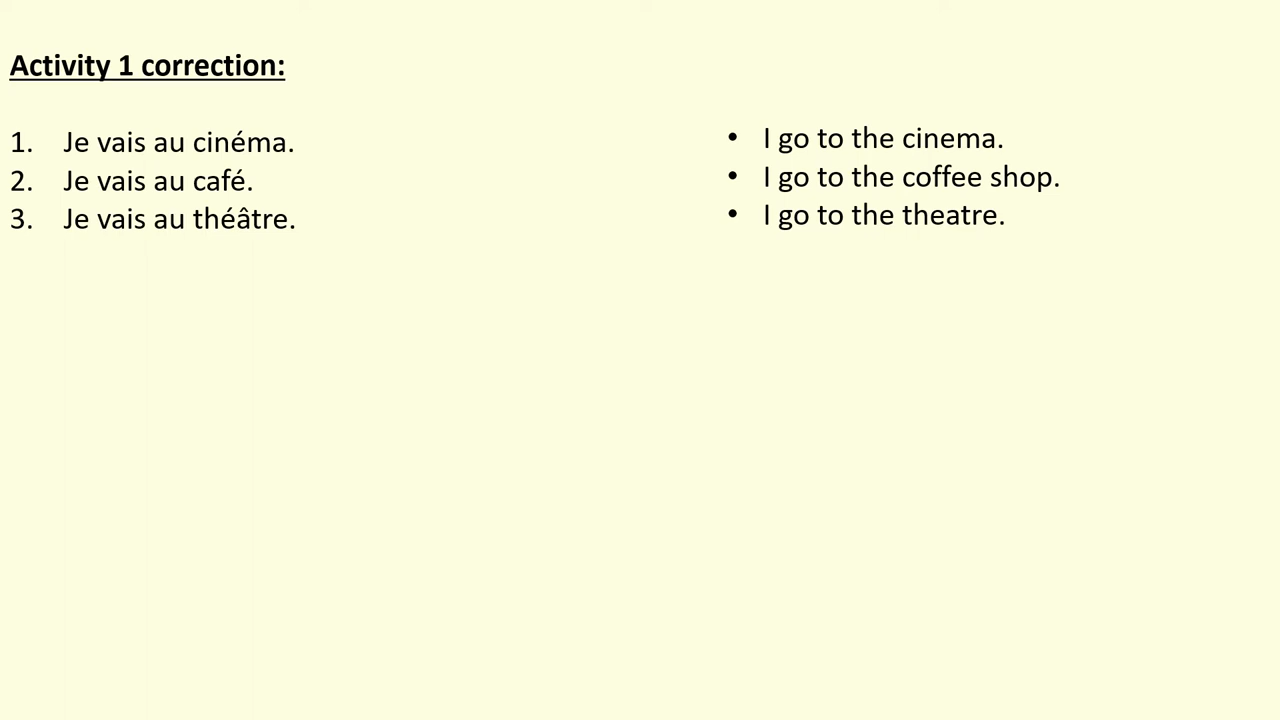 Activity 1 correction:
1. Je vais au cinéma.
2. Je vais au café.
3. Je vais au théâtre.
• I go to the cinema.
• I go to the coffee shop.
• I go to the theatre.